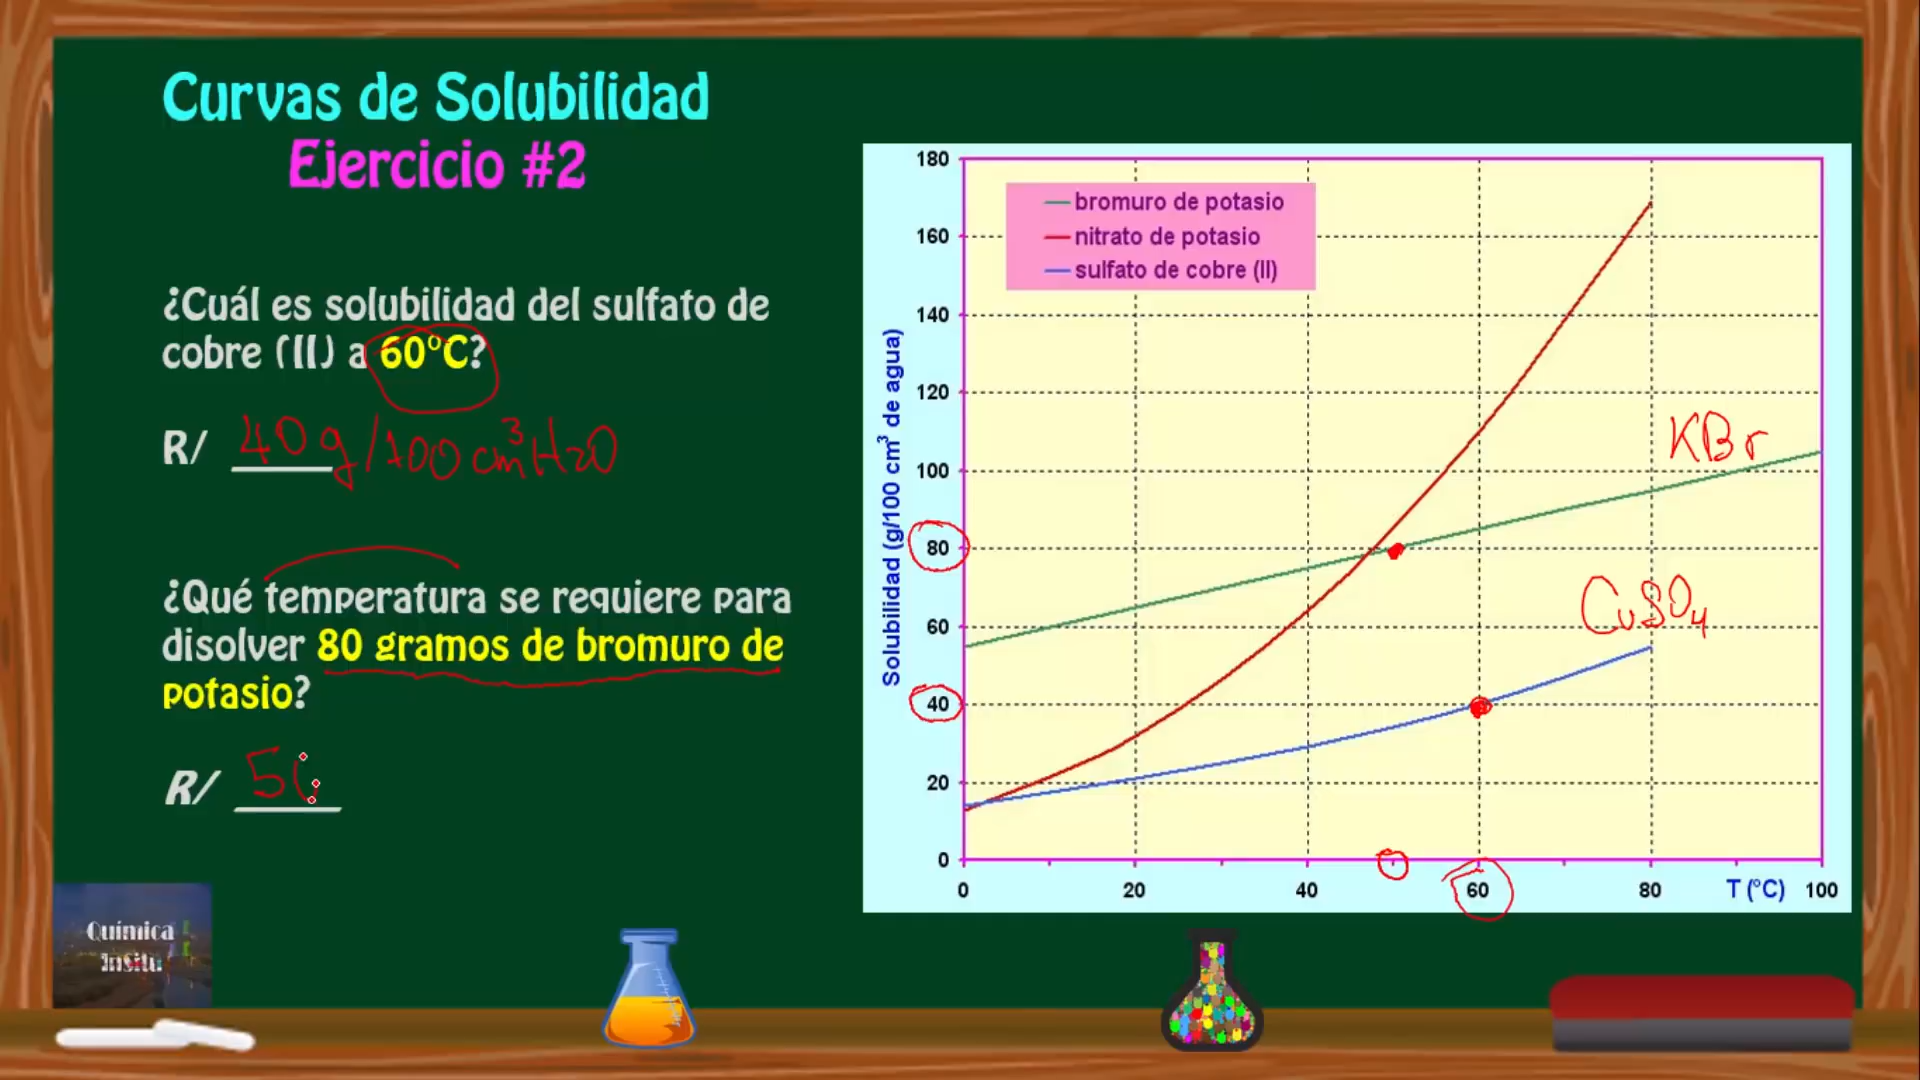 Curvas de Solubilidad
Ejercicio #2
¿Cuál es solubilidad del sulfato de
cobre (II) a 60°C?
R/ 40 g/100 cm³ H2O
¿Qué temperatura se requiere para
disolver 80 gramos de bromuro de
potasio?
R/ 50
Química
InSitu
Solubilidad (g/100 cm³ de agua)
180
160
140
120
100
80
60
40
20
0
bromuro de potasio
nitrato de potasio
sulfato de cobre (II)
KBr
CuSO4
0 20 40 60 80 T (°C) 100